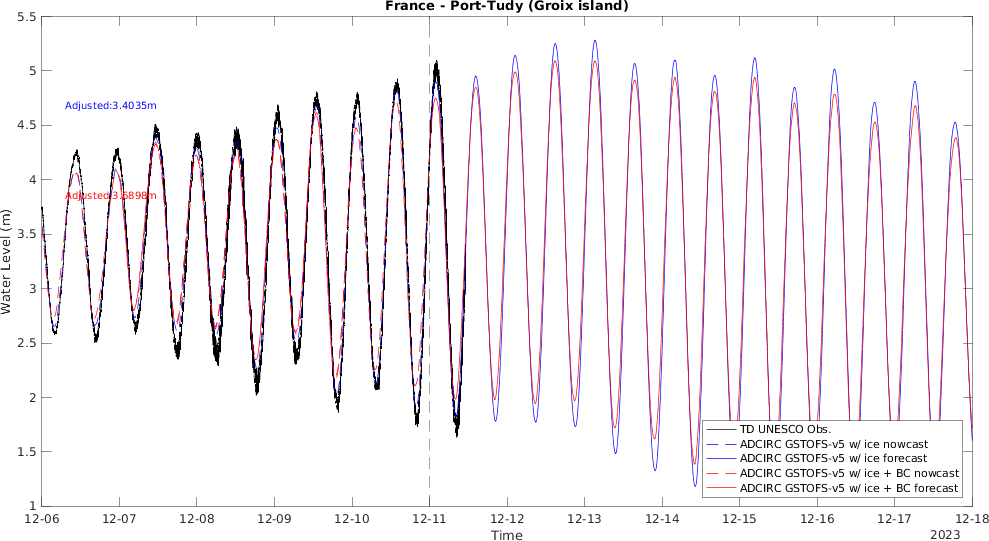 France - Port-Tudy (Groix island)
5.5
5
4.5
4
3.5
3
2.5
2
1.5
1
Water Level (m)
Adjusted:3.4035m
Adjusted:3.6898m
TD UNESCO Obs.
ADCIRC GSTOFS-v5 w/ ice nowcast
ADCIRC GSTOFS-v5 w/ ice forecast
ADCIRC GSTOFS-v5 w/ ice + BC nowcast
ADCIRC GSTOFS-v5 w/ ice + BC forecast
12-06 12-07 12-08 12-09 12-10 12-11 12-12 12-13 12-14 12-15 12-16 12-17 12-18
Time
2023